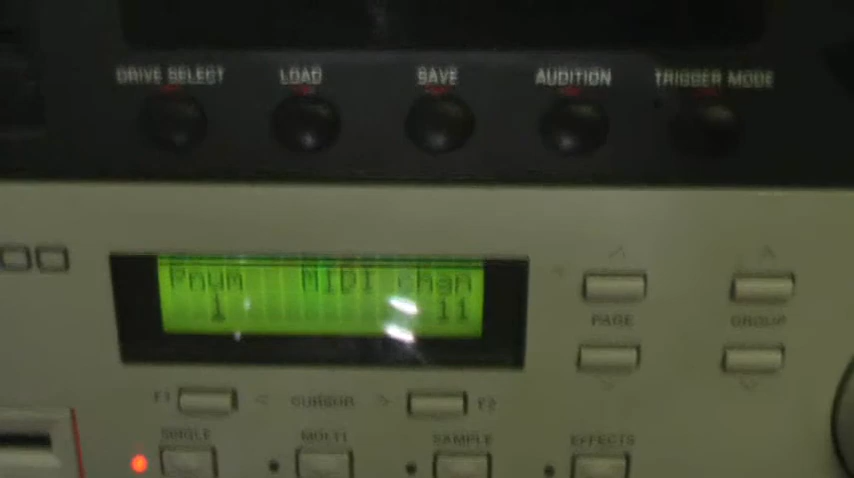 DRIVE SELECT LOAD SAVE AUDITION TRIGGER MODE
Pnum MIDI chan
1 11
PAGE GROUP
F1 < CURSOR > F2
SINGLE MULTI SAMPLE EFFECTS